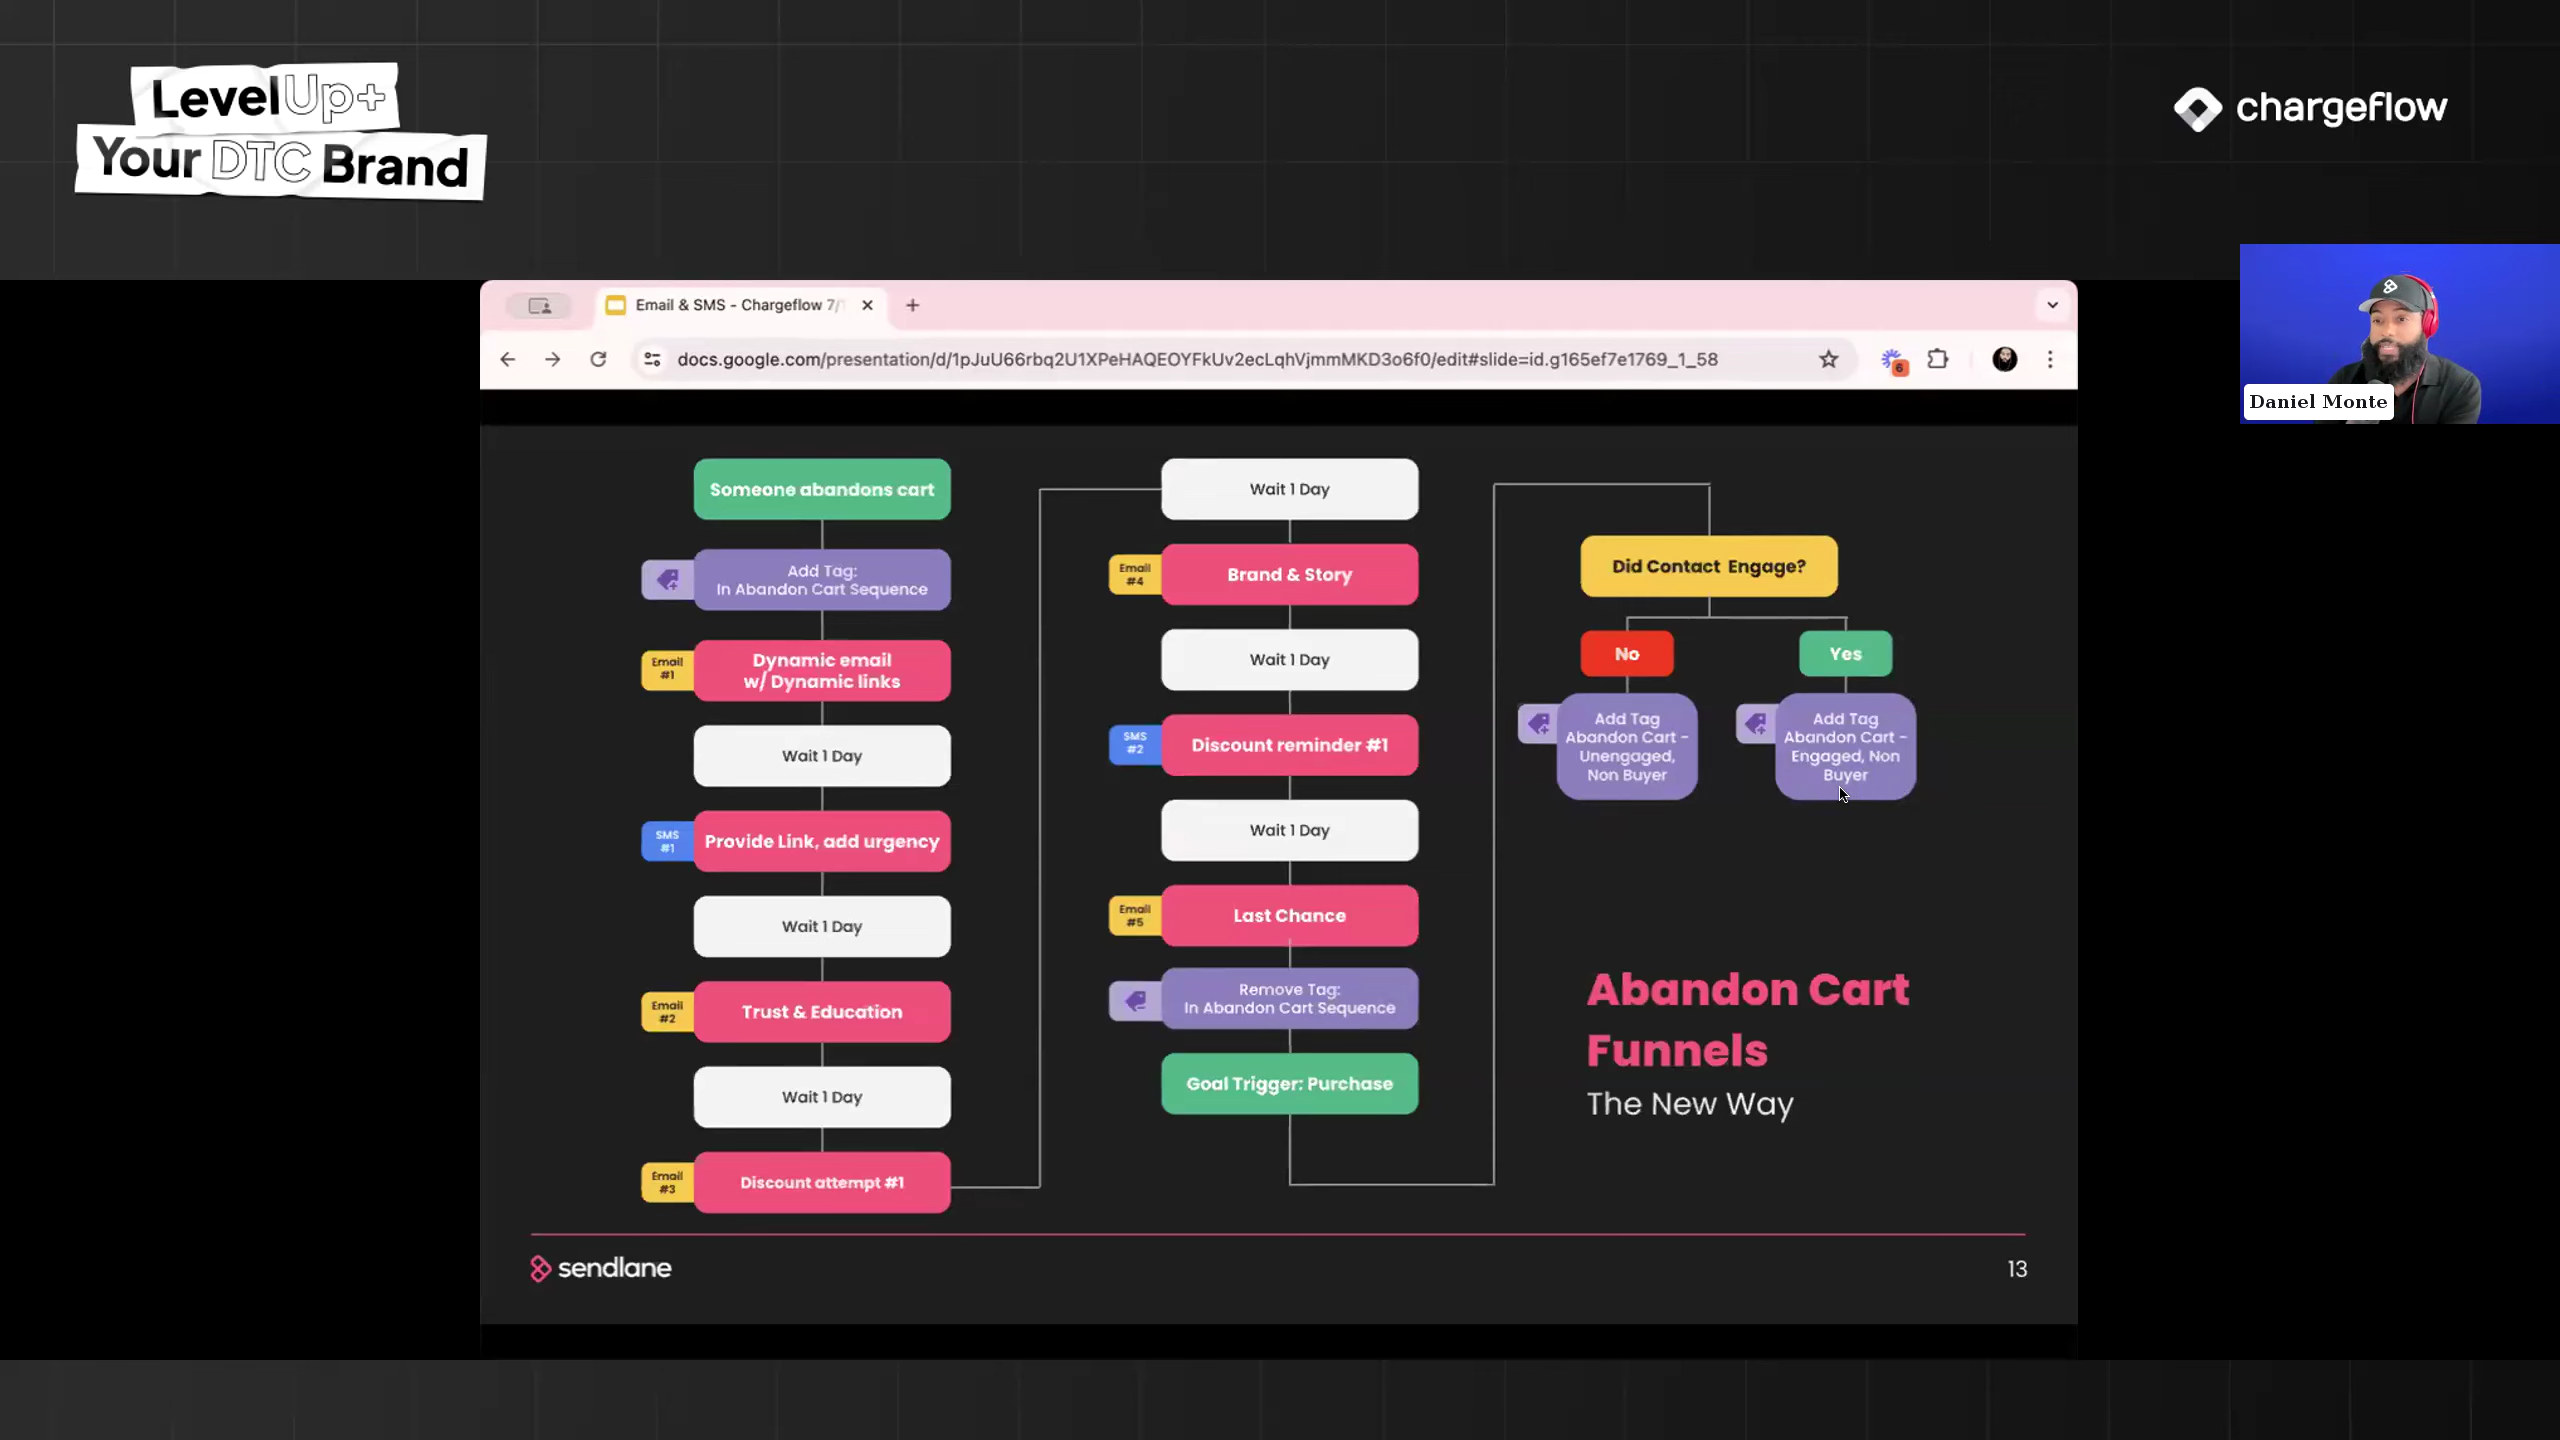 LevelUp+
Your DTC Brand
chargeflow
Email & SMS - Chargeflow 7/
docs.google.com/presentation/d/1pJuU66rbq2U1XPeHAQEOYFkUv2ecLqhVjmmMKD3o6f0/edit#slide=id.g165ef7e1769_1_58
6
Daniel Monte
Someone abandons cart
Add Tag:
In Abandon Cart Sequence
Email
#1
Dynamic email
w/ Dynamic links
Wait 1 Day
SMS
#1
Provide Link, add urgency
Wait 1 Day
Email
#2
Trust & Education
Wait 1 Day
Email
#3
Discount attempt #1
Wait 1 Day
Email
#4
Brand & Story
Wait 1 Day
SMS
#2
Discount reminder #1
Wait 1 Day
Email
#5
Last Chance
Remove Tag:
In Abandon Cart Sequence
Goal Trigger: Purchase
Did Contact Engage?
No
Add Tag
Abandon Cart -
Unengaged,
Non Buyer
Yes
Add Tag
Abandon Cart -
Engaged, Non
Buyer
Abandon Cart
Funnels
The New Way
sendlane
13